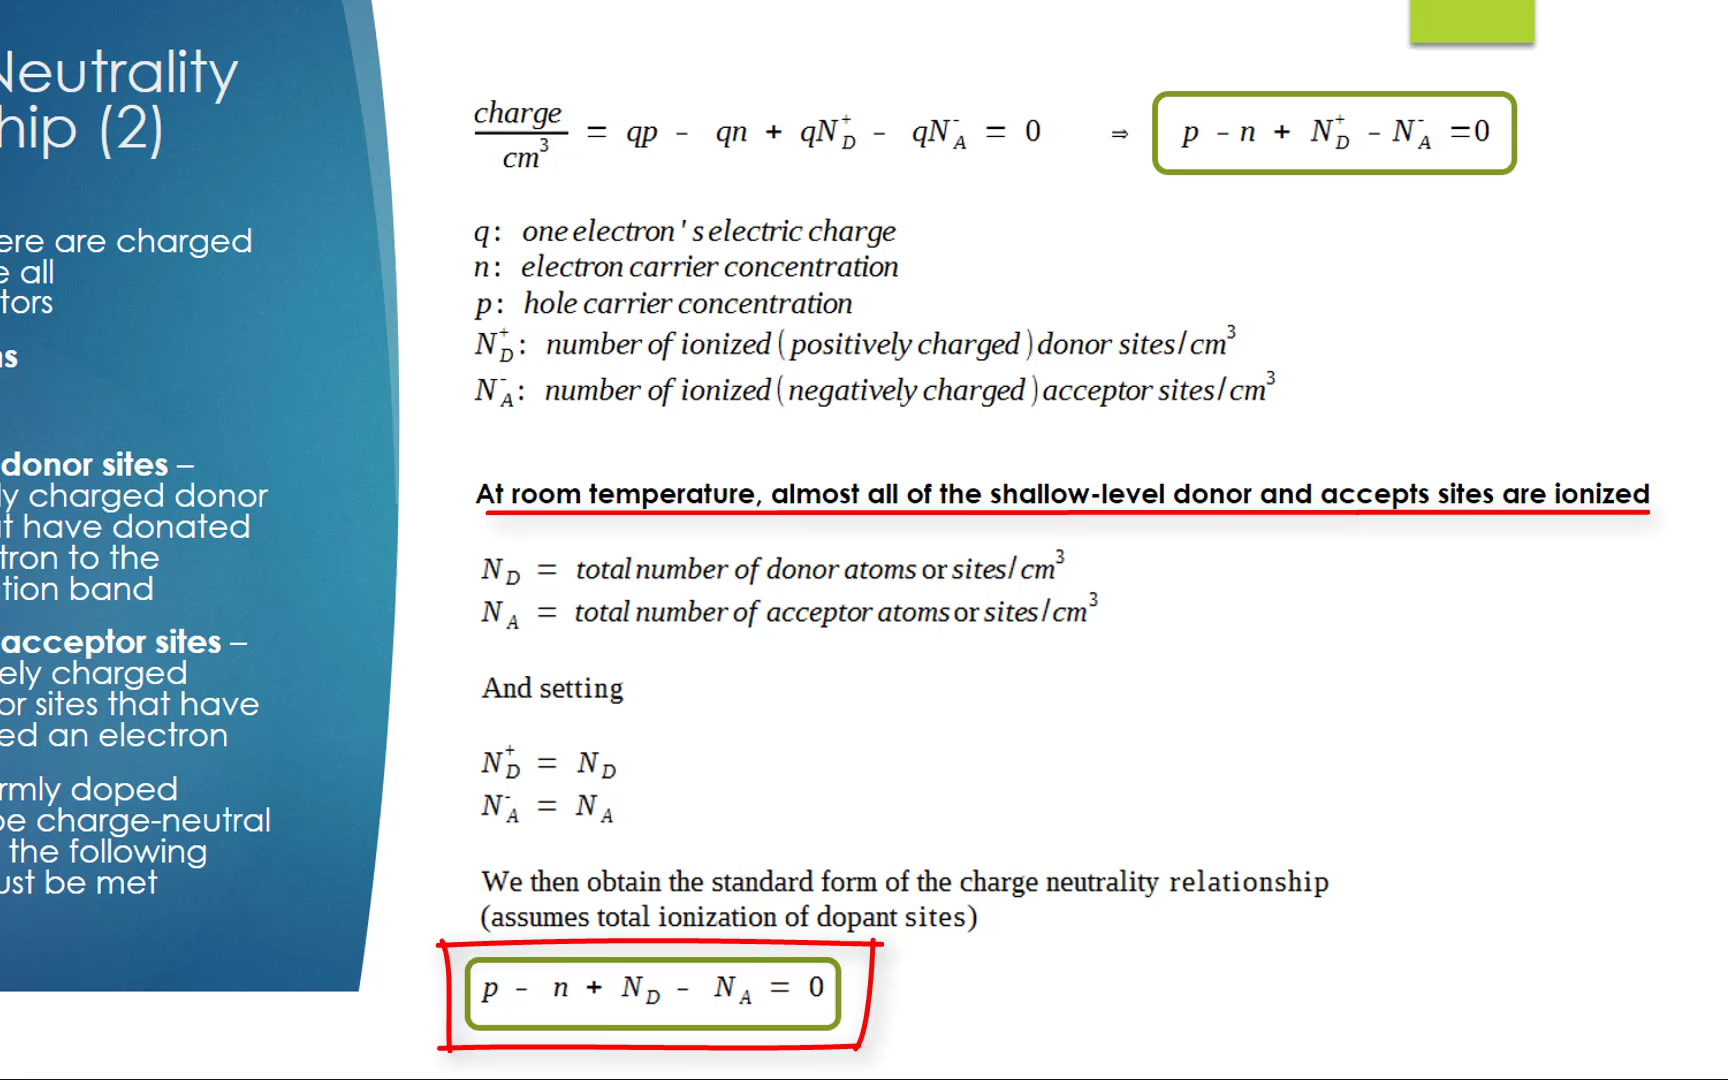 Neutrality
hip (2)
ere are charged
e all
tors
ns
donor sites –
ly charged donor
at have donated
tron to the
tion band
acceptor sites –
ely charged
or sites that have
ed an electron
rmly doped
be charge-neutral
the following
ust be met
charge/cm³ = qp - qn + qN_D⁺ - qN_A⁻ = 0 ⇒ p - n + N_D⁺ - N_A⁻ =0
q: one electron's electric charge
n: electron carrier concentration
p: hole carrier concentration
N_D⁺: number of ionized (positively charged) donor sites/cm³
N_A⁻: number of ionized (negatively charged) acceptor sites/cm³
At room temperature, almost all of the shallow-level donor and accepts sites are ionized
N_D = total number of donor atoms or sites/cm³
N_A = total number of acceptor atoms or sites/cm³
And setting
N_D⁺ = N_D
N_A⁻ = N_A
We then obtain the standard form of the charge neutrality relationship
(assumes total ionization of dopant sites)
p - n + N_D - N_A = 0